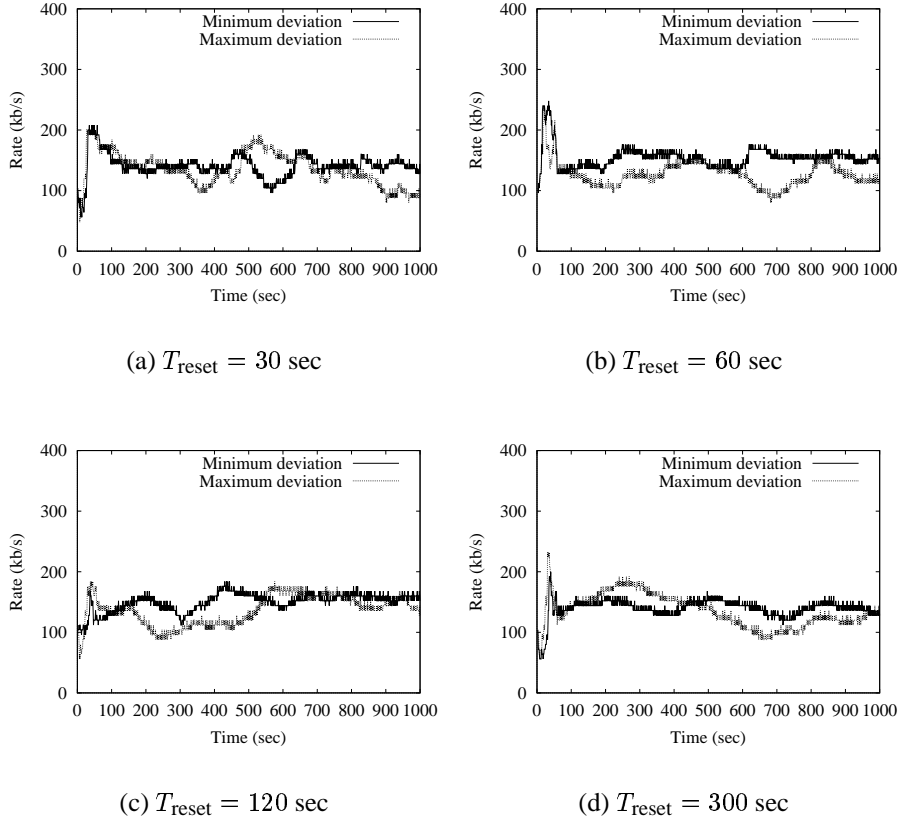 400
300
200
100
0
Rate (kb/s)
Minimum deviation
Maximum deviation
0 100 200 300 400 500 600 700 800 900 1000
Time (sec)
(a) T_reset = 30 sec
400
300
200
100
0
Rate (kb/s)
Minimum deviation
Maximum deviation
0 100 200 300 400 500 600 700 800 900 1000
Time (sec)
(b) T_reset = 60 sec
400
300
200
100
0
Rate (kb/s)
Minimum deviation
Maximum deviation
0 100 200 300 400 500 600 700 800 900 1000
Time (sec)
(c) T_reset = 120 sec
400
300
200
100
0
Rate (kb/s)
Minimum deviation
Maximum deviation
0 100 200 300 400 500 600 700 800 900 1000
Time (sec)
(d) T_reset = 300 sec